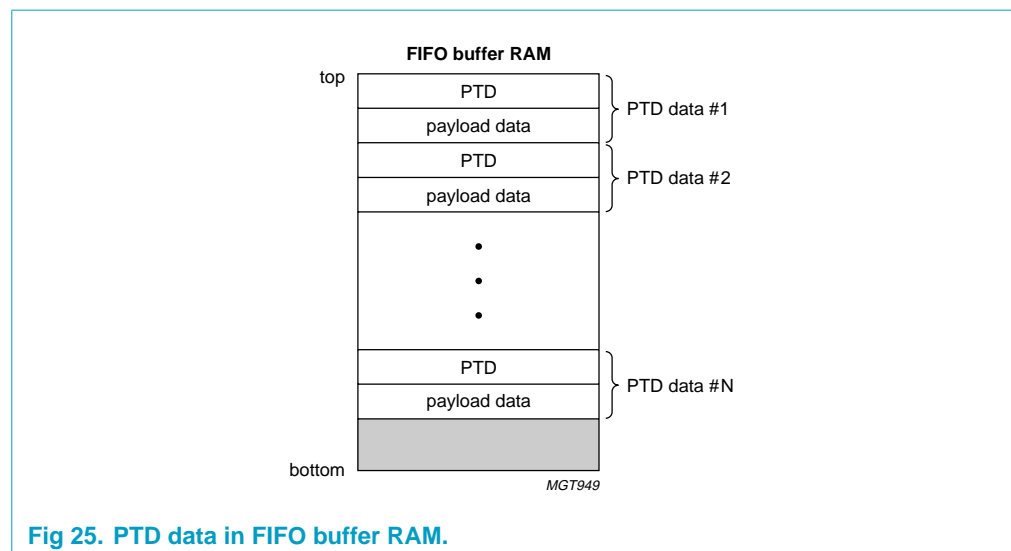 FIFO buffer RAM
top
PTD
payload data
PTD data #1
PTD
payload data
PTD data #2
PTD
payload data
PTD data #N
bottom
MGT949
Fig 25. PTD data in FIFO buffer RAM.